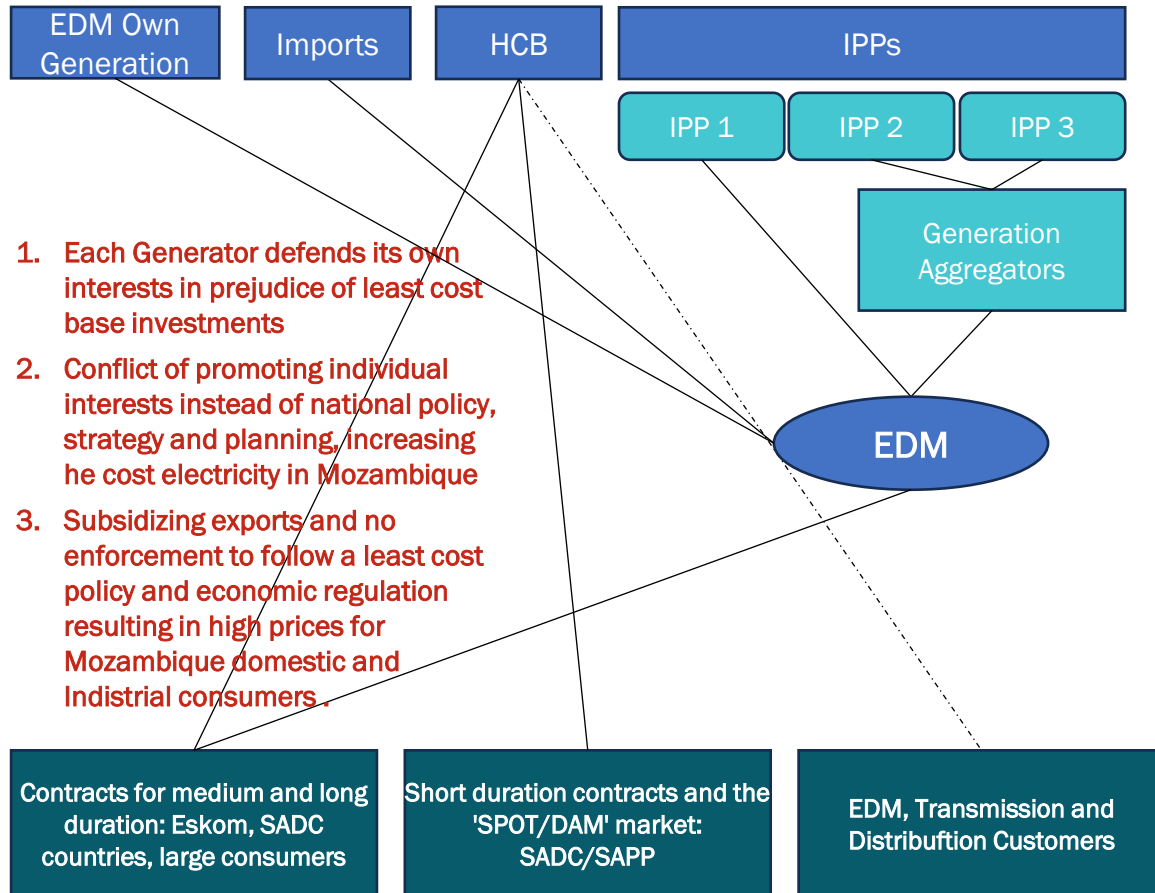 EDM Own
Generation
Imports
HCB
IPPs
IPP 1
IPP 2
IPP 3
Generation
Aggregators
1. Each Generator defends its own
interests in prejudice of least cost
base investments
2. Conflict of promoting individual
interests instead of national policy,
strategy and planning, increasing
he cost electricity in Mozambique
3. Subsidizing exports and no
enforcement to follow a least cost
policy and economic regulation
resulting in high prices for
Mozambique domestic and
Indistrial consumers .
EDM
Contracts for medium and long
duration: Eskom, SADC
countries, large consumers
Short duration contracts and the
'SPOT/DAM' market:
SADC/SAPP
EDM, Transmission and
Distribuftion Customers